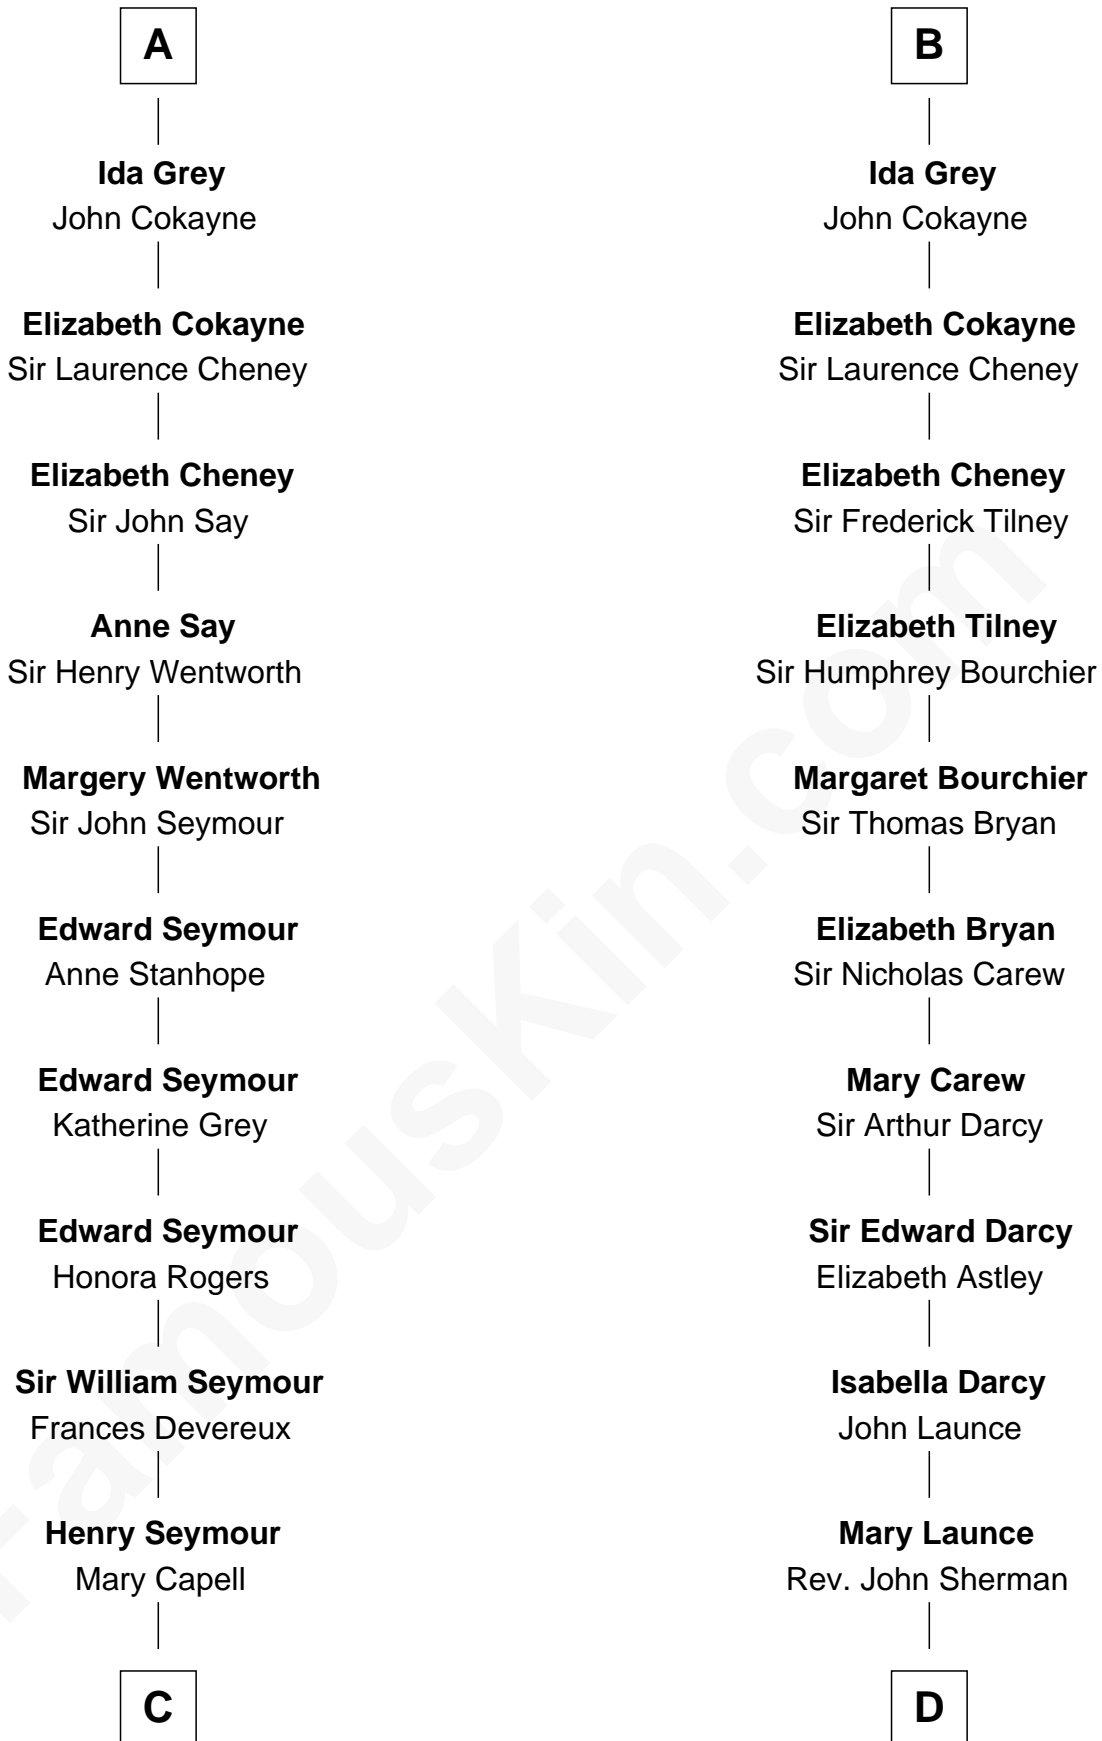 A
Ida Grey
John Cokayne
Elizabeth Cokayne
Sir Laurence Cheney
Elizabeth Cheney
Sir John Say
Anne Say
Sir Henry Wentworth
Margery Wentworth
Sir John Seymour
Edward Seymour
Anne Stanhope
Edward Seymour
Katherine Grey
Edward Seymour
Honora Rogers
Sir William Seymour
Frances Devereux
Henry Seymour
Mary Capell
C
B
Ida Grey
John Cokayne
Elizabeth Cokayne
Sir Laurence Cheney
Elizabeth Cheney
Sir Frederick Tilney
Elizabeth Tilney
Sir Humphrey Bourchier
Margaret Bourchier
Sir Thomas Bryan
Elizabeth Bryan
Sir Nicholas Carew
Mary Carew
Sir Arthur Darcy
Sir Edward Darcy
Elizabeth Astley
Isabella Darcy
John Launce
Mary Launce
Rev. John Sherman
D
FamousKin.com